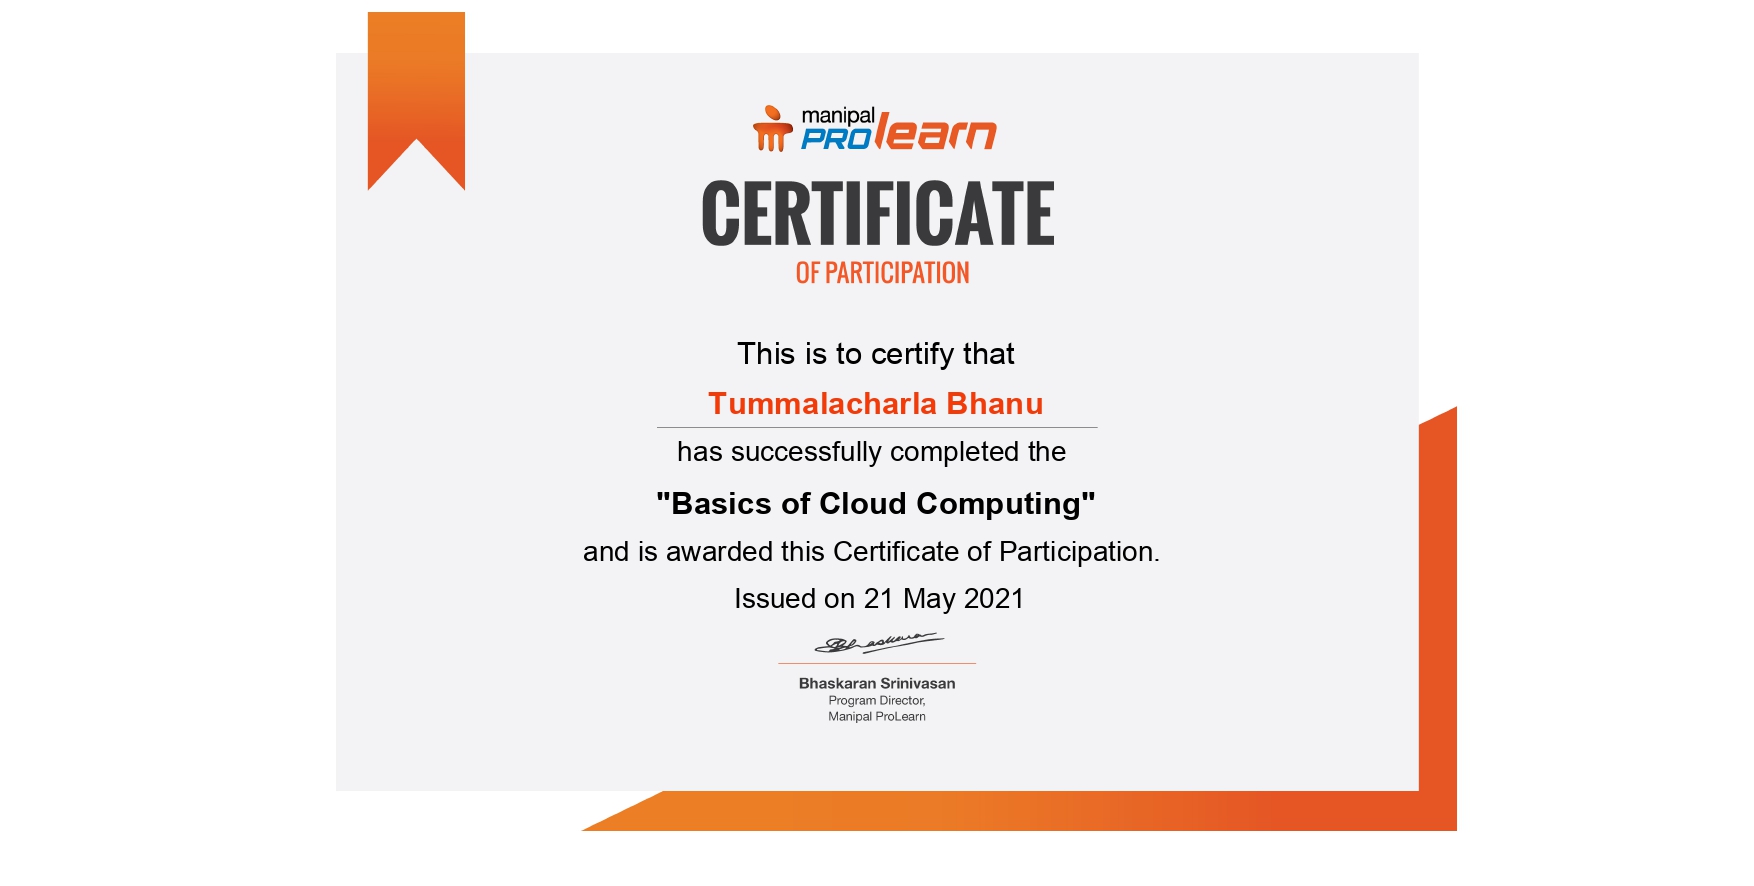 manipal
PROlearn
CERTIFICATE
OF PARTICIPATION
This is to certify that
Tummalacharla Bhanu
has successfully completed the
"Basics of Cloud Computing"
and is awarded this Certificate of Participation.
Issued on 21 May 2021
Bhaskaran
Bhaskaran Srinivasan
Program Director,
Manipal ProLearn